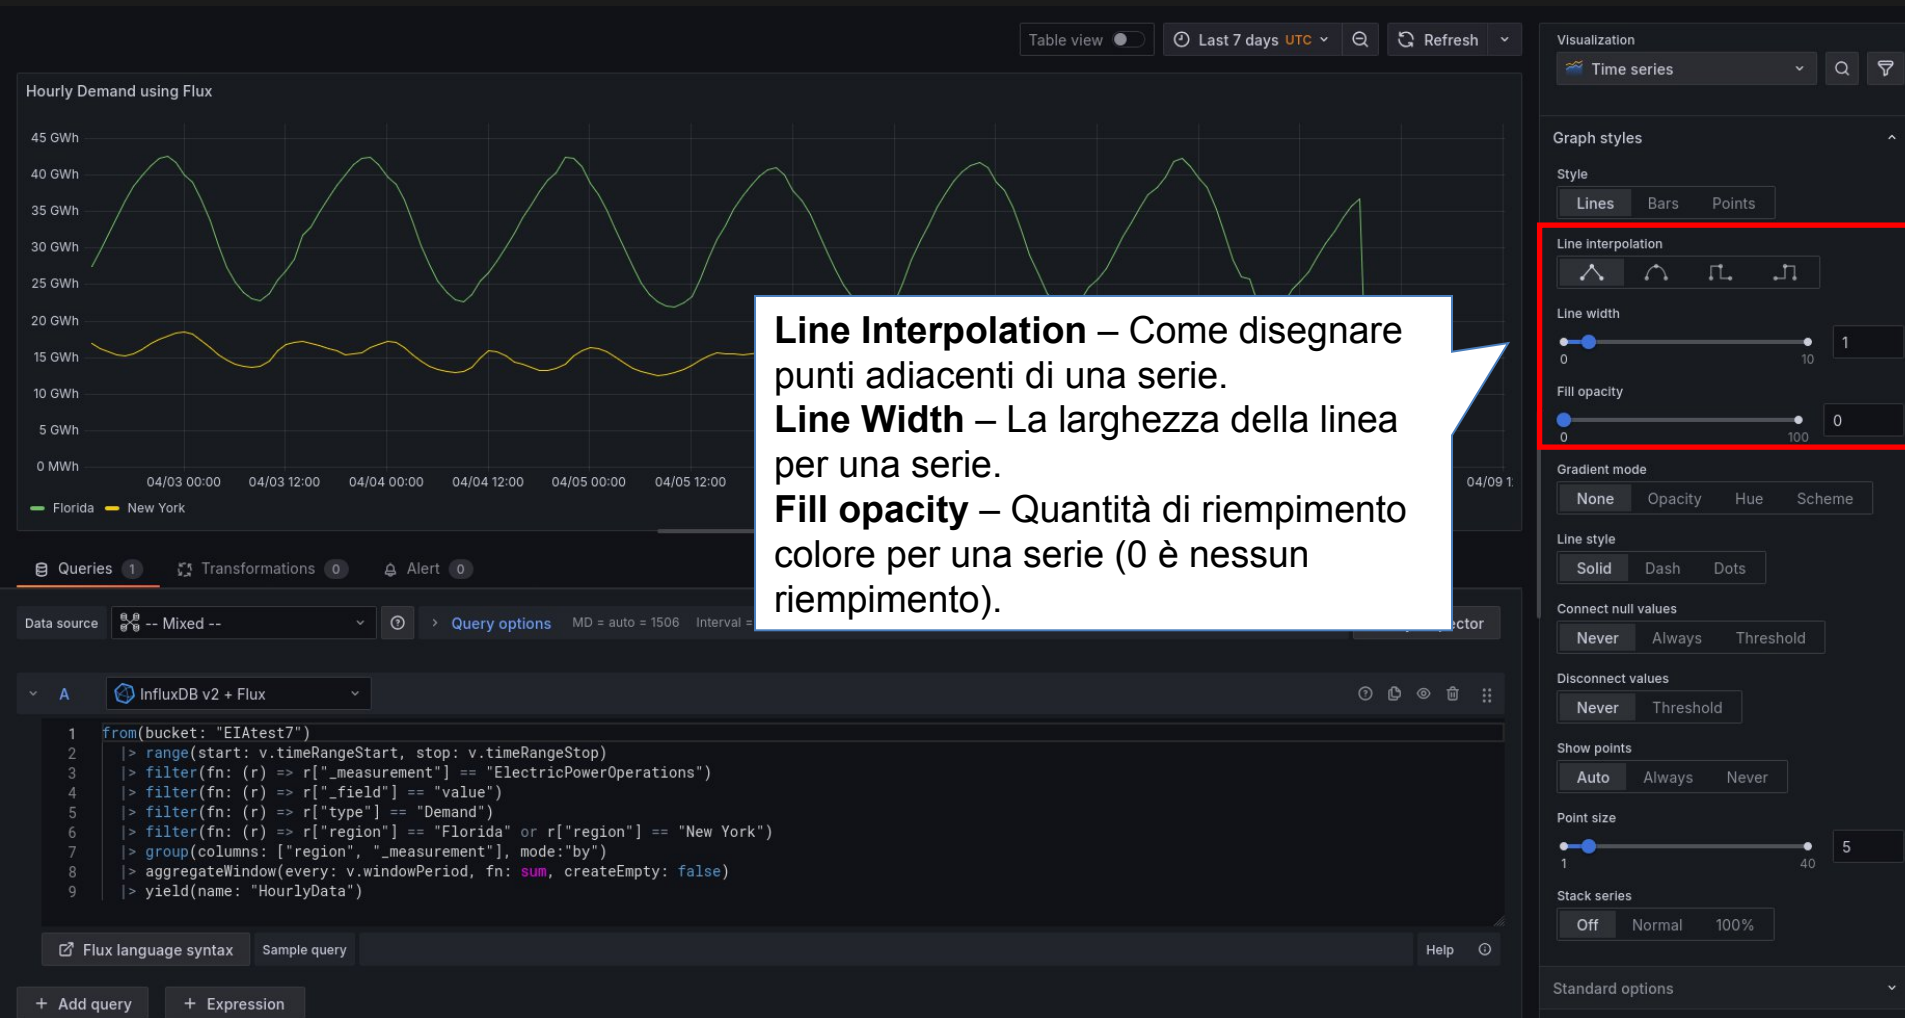 Table view
Last 7 days UTC
Refresh
Visualization
Time series
Hourly Demand using Flux
45 GWh
40 GWh
35 GWh
30 GWh
25 GWh
20 GWh
15 GWh
10 GWh
5 GWh
0 MWh
04/03 00:00 04/03 12:00 04/04 00:00 04/04 12:00 04/05 00:00 04/05 12:00 04/09 1
Florida New York
Line Interpolation – Come disegnare
punti adiacenti di una serie.
Line Width – La larghezza della linea
per una serie.
Fill opacity – Quantità di riempimento
colore per una serie (0 è nessun
riempimento).
Graph styles
Style
Lines Bars Points
Line interpolation
Line width
0 10 1
Fill opacity
0 100 0
Gradient mode
None Opacity Hue Scheme
Line style
Solid Dash Dots
Connect null values
Never Always Threshold
Disconnect values
Never Threshold
Show points
Auto Always Never
Point size
1 40 5
Stack series
Off Normal 100%
Standard options
Queries 1 Transformations 0 Alert 0
Data source -- Mixed -- Query options MD = auto = 1506 Interval = ctor
A InfluxDB v2 + Flux
1 from(bucket: "EIAtest7")
2 |> range(start: v.timeRangeStart, stop: v.timeRangeStop)
3 |> filter(fn: (r) => r["_measurement"] == "ElectricPowerOperations")
4 |> filter(fn: (r) => r["_field"] == "value")
5 |> filter(fn: (r) => r["type"] == "Demand")
6 |> filter(fn: (r) => r["region"] == "Florida" or r["region"] == "New York")
7 |> group(columns: ["region", "_measurement"], mode:"by")
8 |> aggregateWindow(every: v.windowPeriod, fn: sum, createEmpty: false)
9 |> yield(name: "HourlyData")
Flux language syntax Sample query Help
+ Add query + Expression